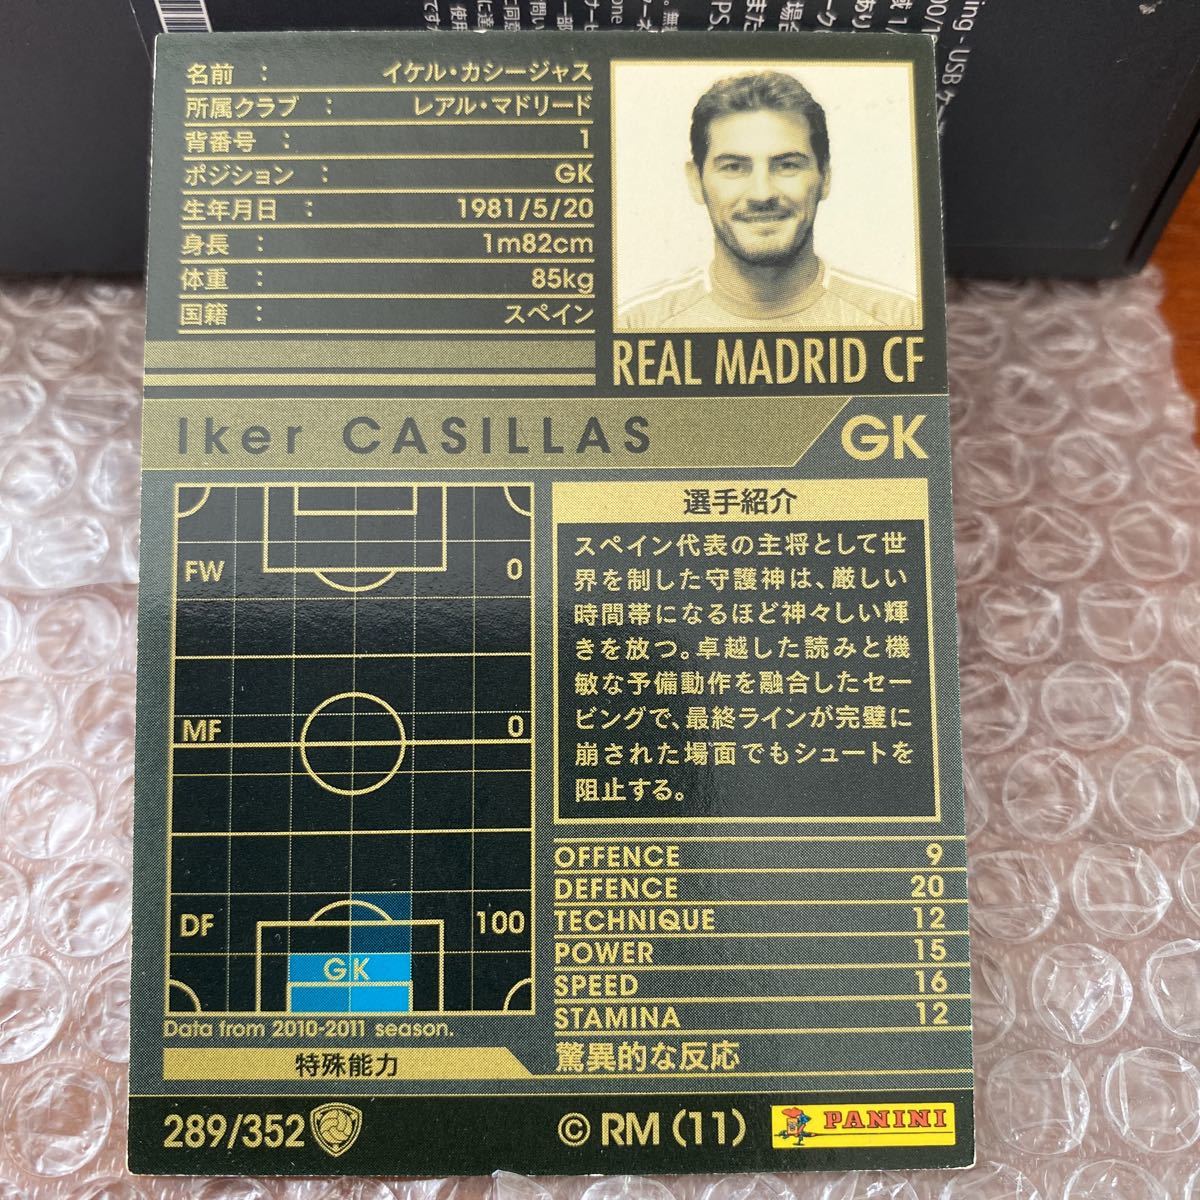 名前 : イケル・カシージャス
所属クラブ : レアル・マドリード
背番号 : 1
ポジション : GK
生年月日 : 1981/5/20
身長 : 1m82cm
体重 : 85kg
国籍 : スペイン
REAL MADRID CF
Iker CASILLAS GK
FW 0
MF 0
DF 100
GK
Data from 2010-2011 season.
選手紹介
スペイン代表の主将として世
界を制した守護神は、厳しい
時間帯になるほど神々しい輝
きを放つ。卓越した読みと機
敏な予備動作を融合したセー
ビングで、最終ラインが完璧に
崩された場面でもシュートを
阻止する。
OFFENCE 9
DEFENCE 20
TECHNIQUE 12
POWER 15
SPEED 16
STAMINA 12
特殊能力 驚異的な反応
289/352
© RM (11)
PANINI